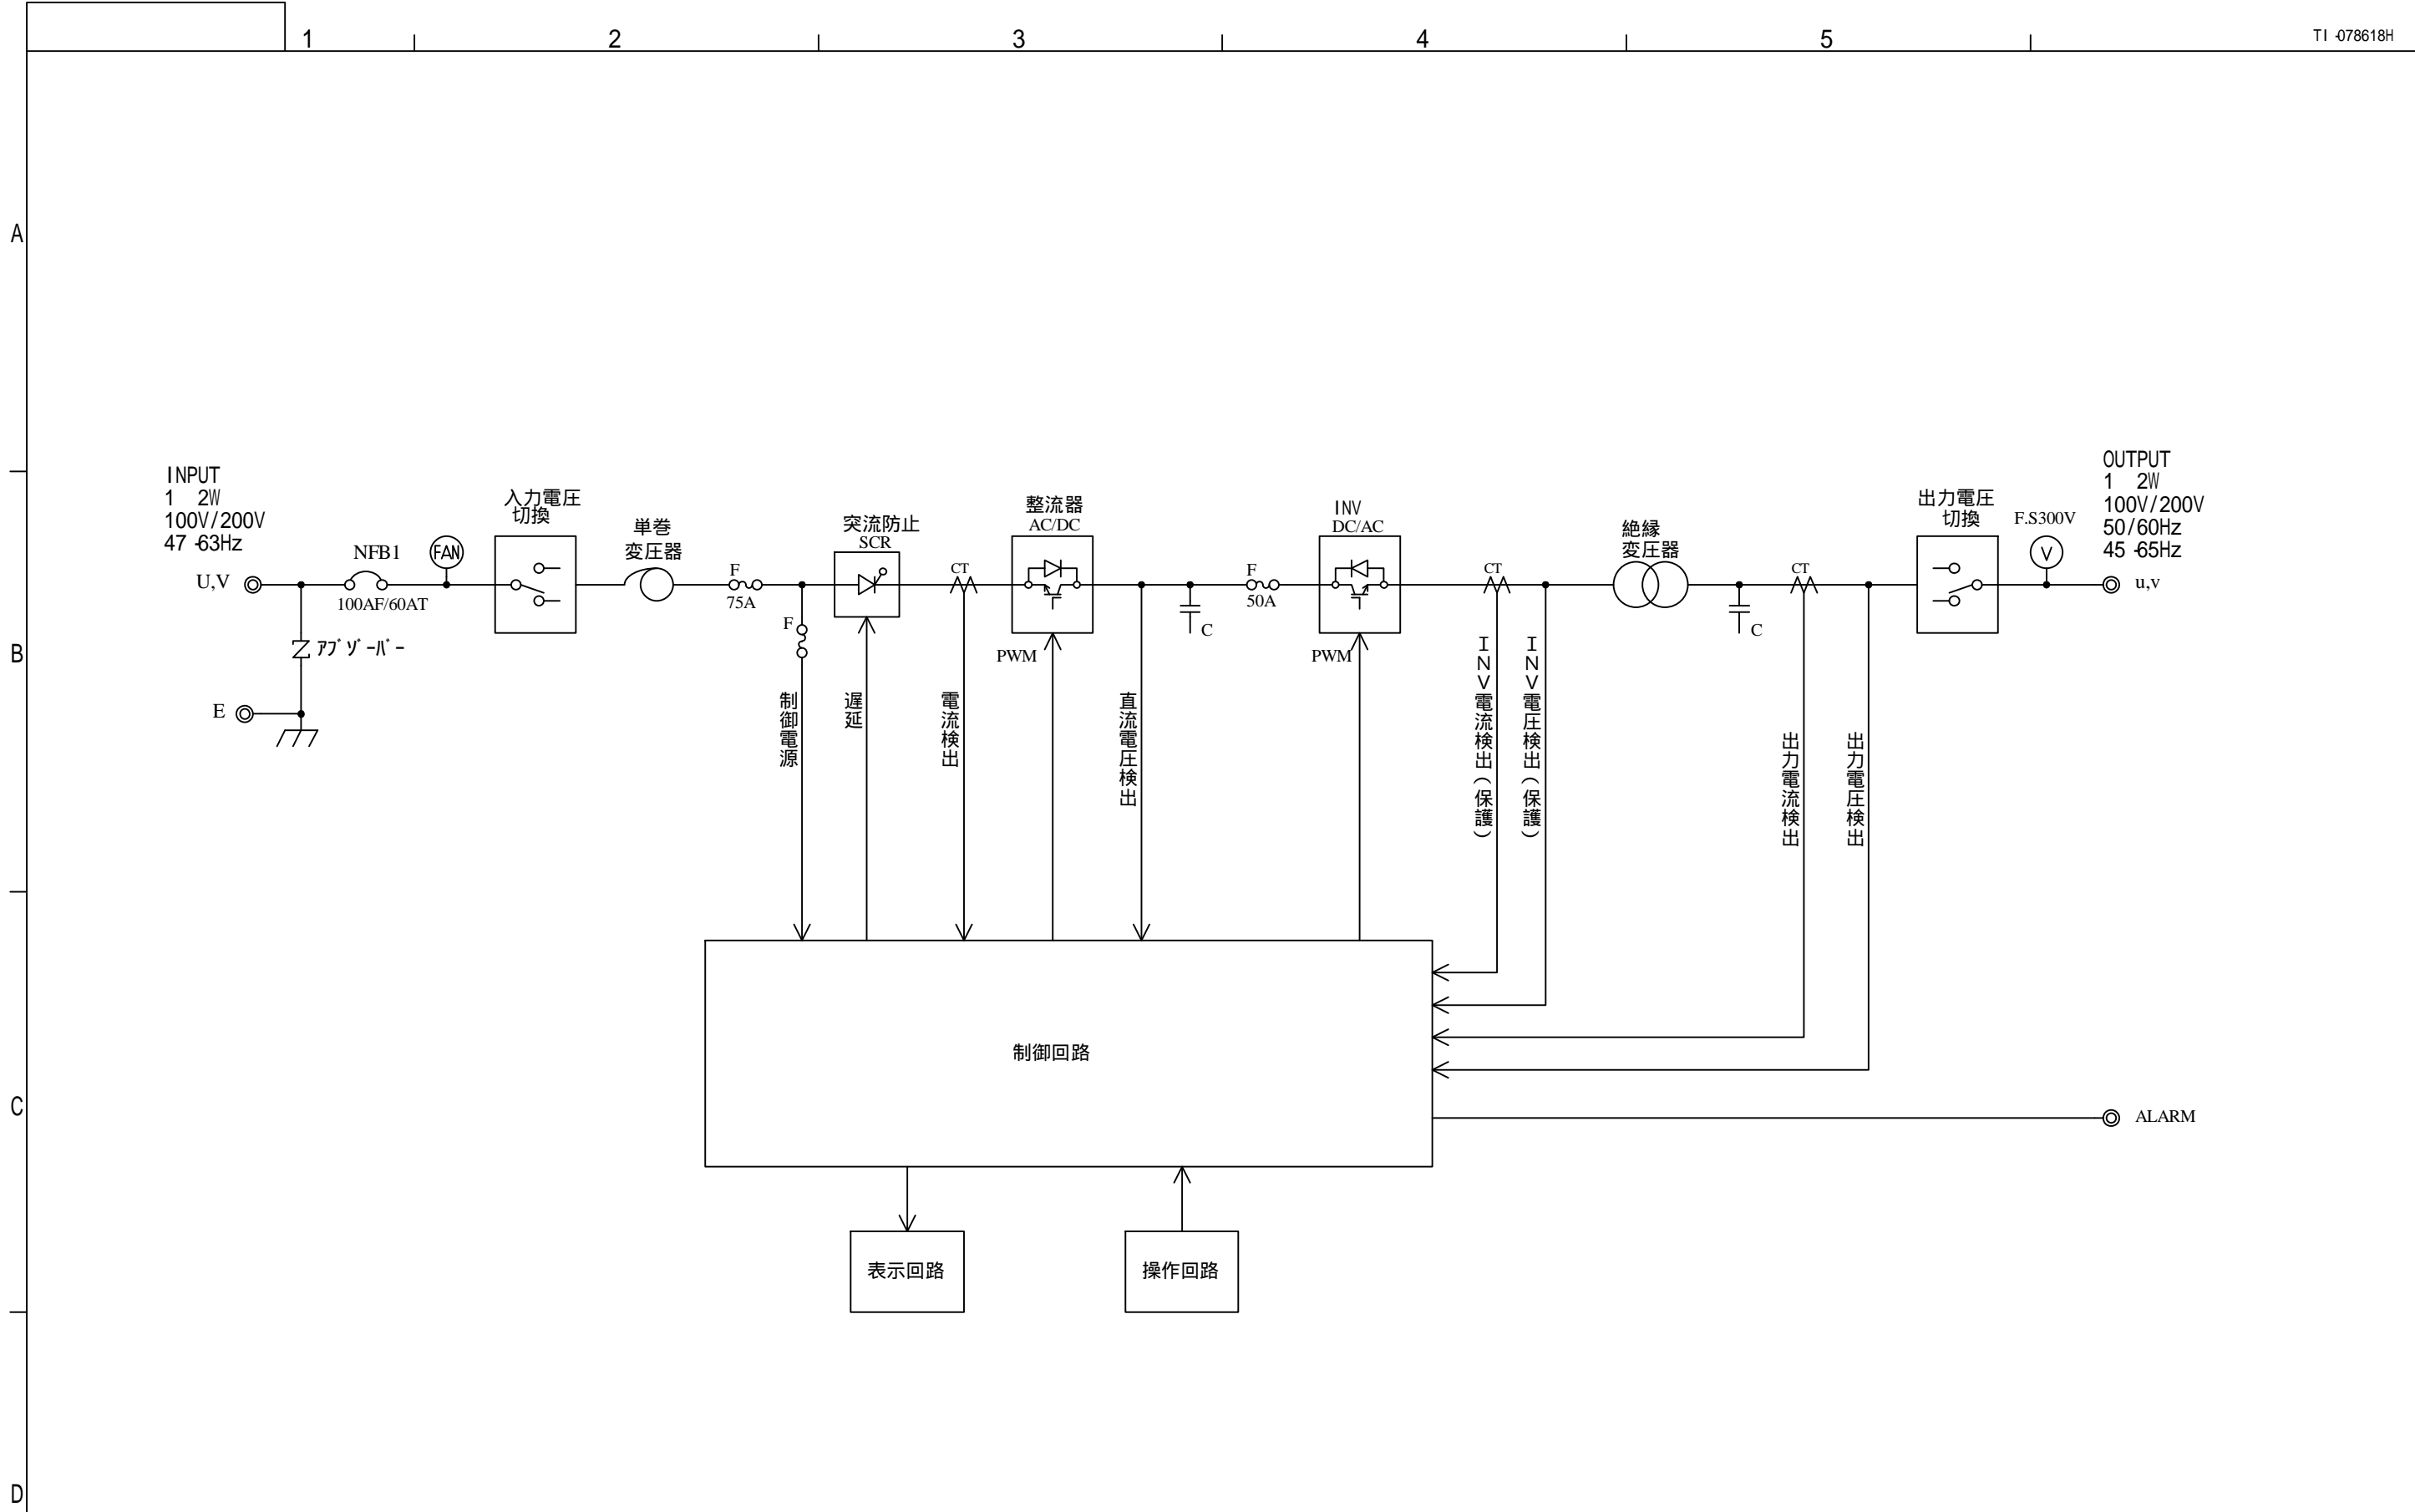 1
2
3
4
5
TI-078618H
A
B
C
D
INPUT
1 2W
100V/200V
47-63Hz
U,V
NFB1
100AF/60AT
FAN
アブゾーバー
E
入力電圧
切換
単巻
変圧器
F
75A
F
突流防止
SCR
CT
整流器
AC/DC
PWM
C
F
50A
INV
DC/AC
PWM
CT
絶縁
変圧器
C
CT
出力電圧
切換
F.S300V
V
OUTPUT
1 2W
100V/200V
50/60Hz
45-65Hz
u,v
制御電源
遅延
電流検出
直流電圧検出
INV電流検出(保護)
INV電圧検出(保護)
出力電流検出
出力電圧検出
制御回路
ALARM
表示回路
操作回路